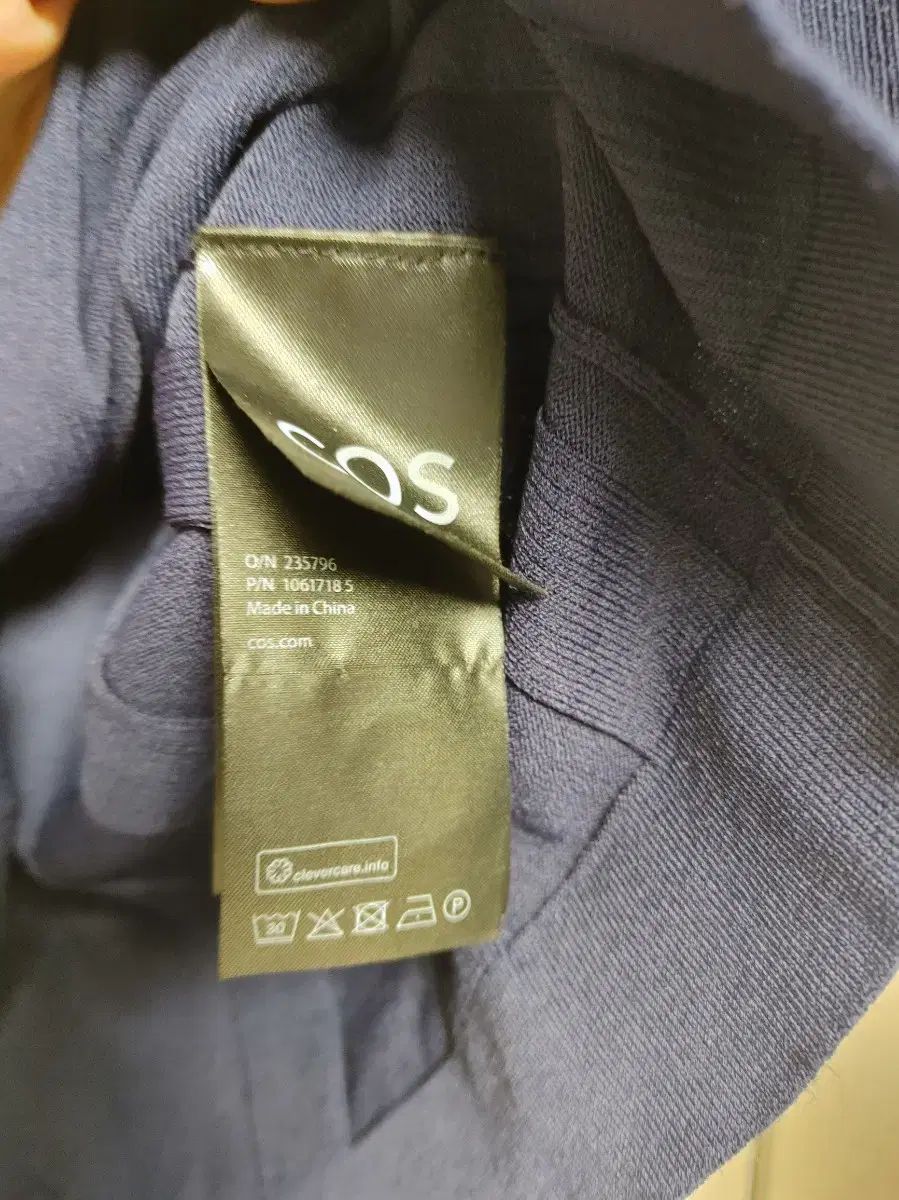 COS
O/N 235796
P/N 1061718 5
Made in China
cos.com
clevercare.info
30
P